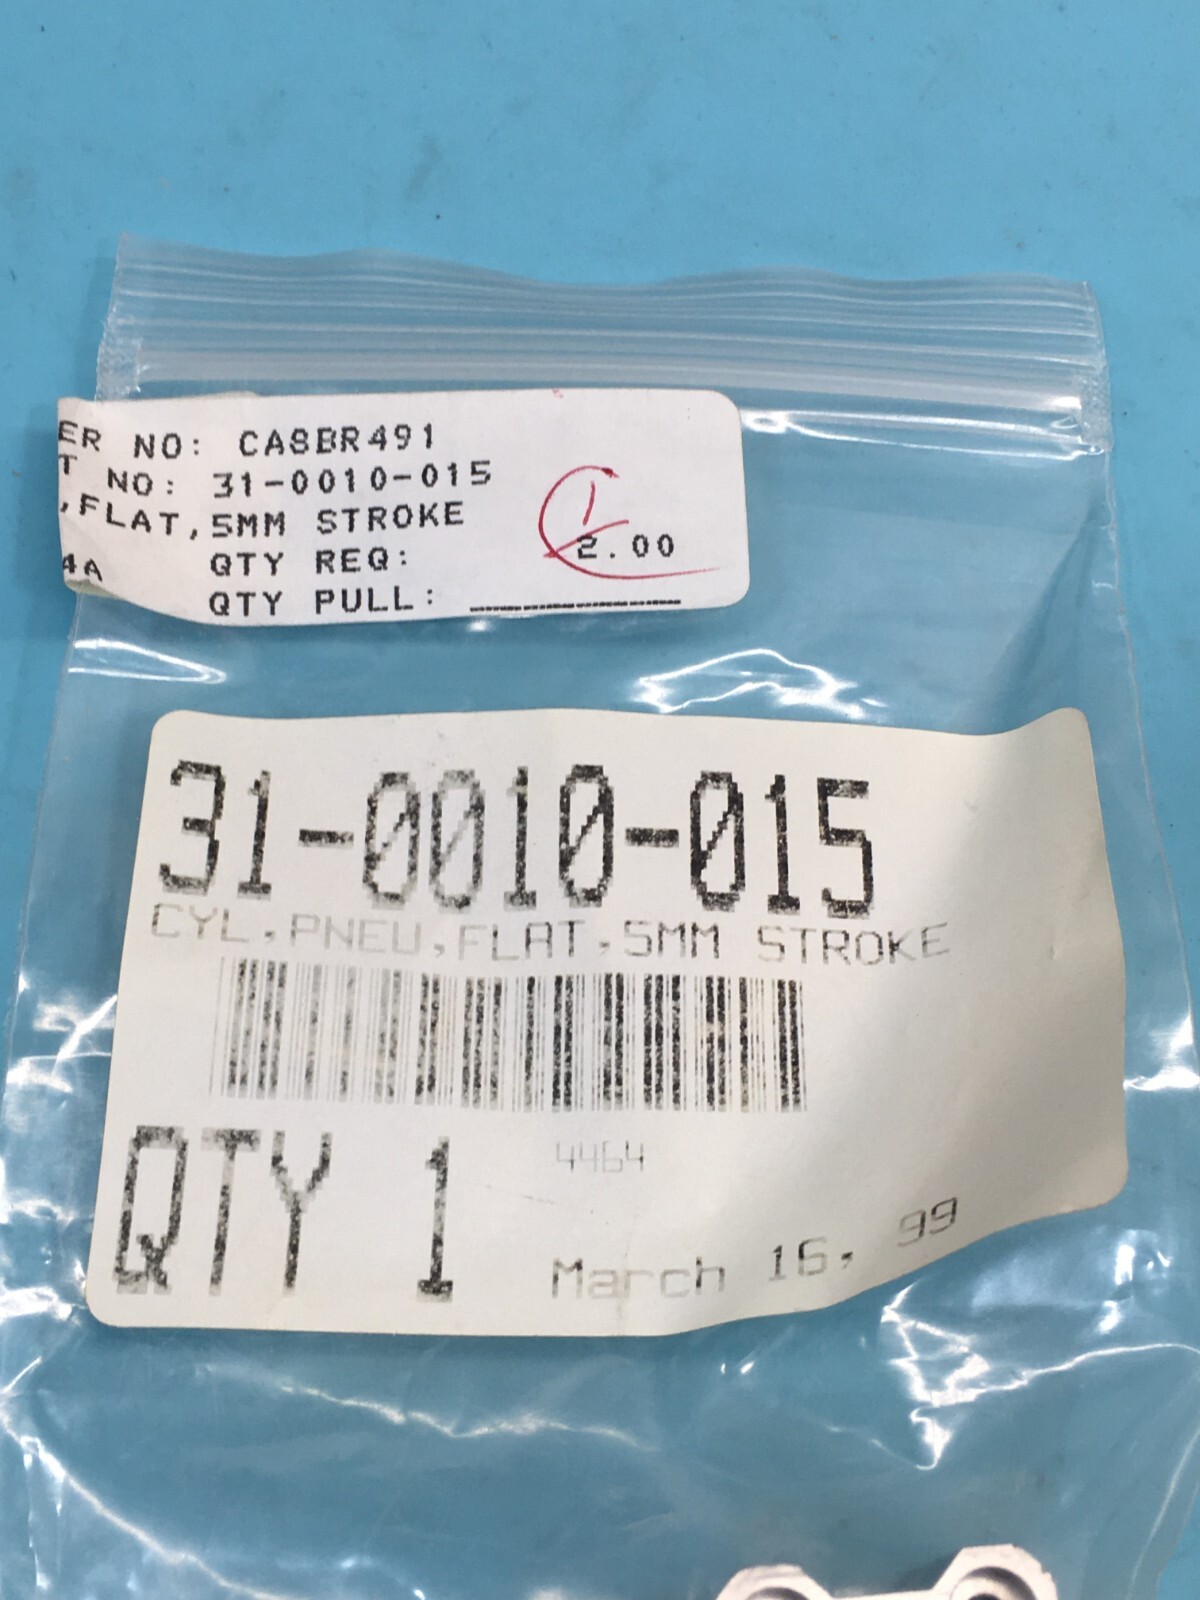 ER NO: CA8BR491
T NO: 31-0010-015
,FLAT,5MM STROKE
1
4A QTY REQ: 2.00
QTY PULL:
31-0010-015
CYL,PNEU,FLAT,5MM STROKE
QTY 1
4464
March 16, 99